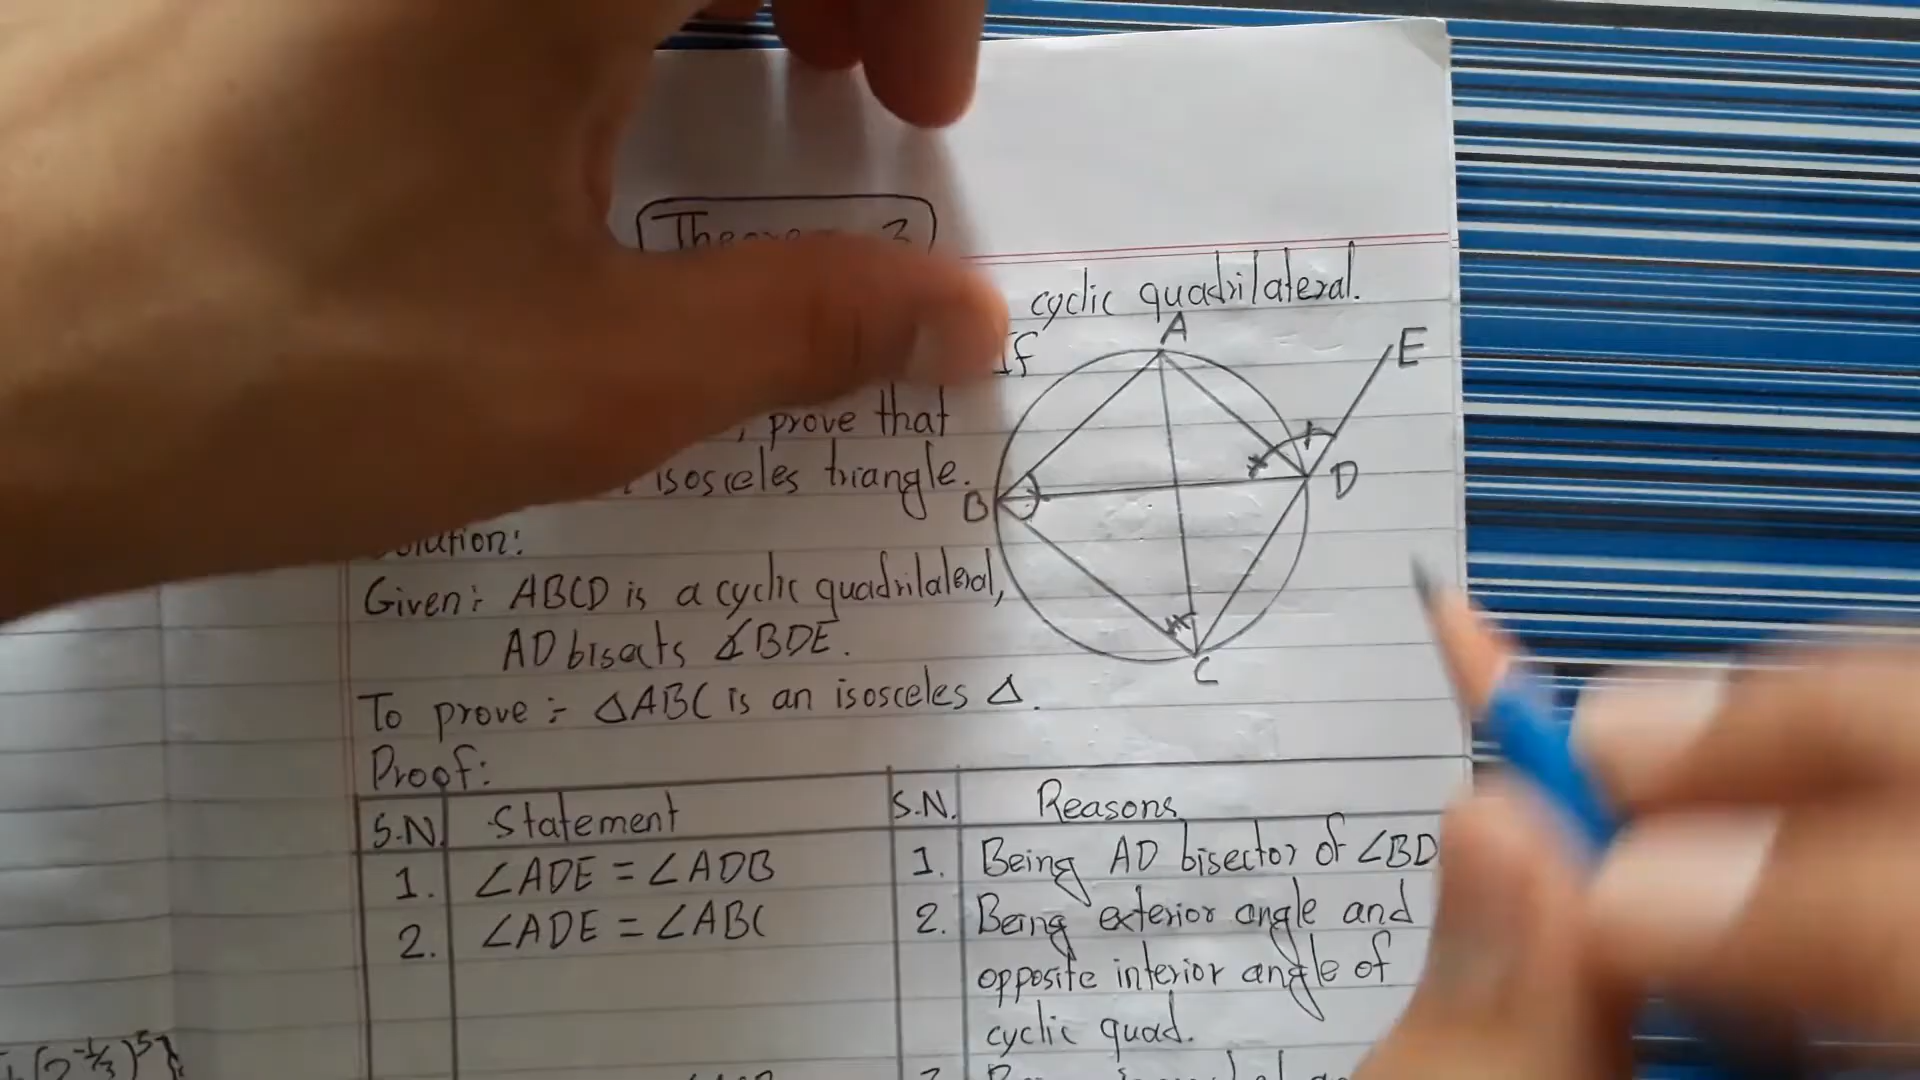 cyclic quadrilateral.
If
A
E
, prove that
isosceles triangle.
D
B
Given:- ABCD is a cyclic quadrilateral,
AD bisects ∡BDE.
C
To prove :- △ABC is an isosceles △.
Proof:
S.N. Statement S.N. Reasons
1. ∠ADE = ∠ADB 1. Being AD bisector of ∠BD
2. ∠ADE = ∠ABC 2. Being exterior angle and
opposite interior angle of
cyclic quad.